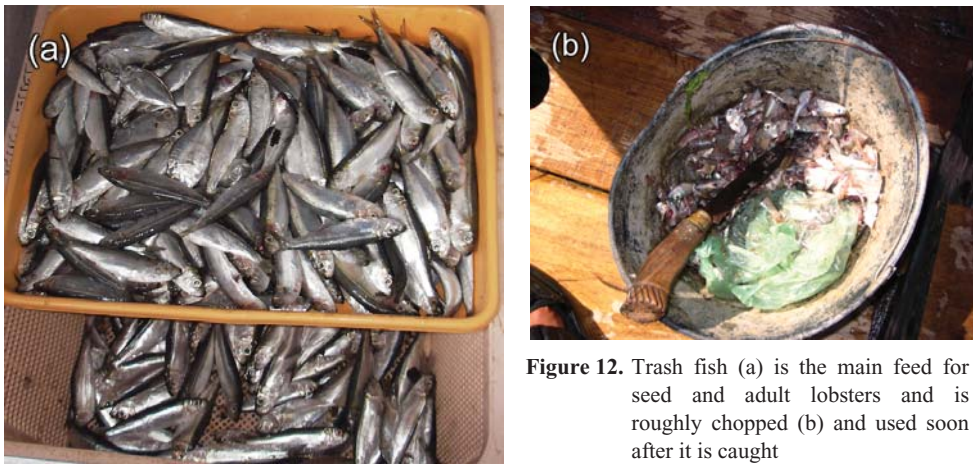 (a)
(b)
Figure 12. Trash fish (a) is the main feed for
seed and adult lobsters and is
roughly chopped (b) and used soon
after it is caught